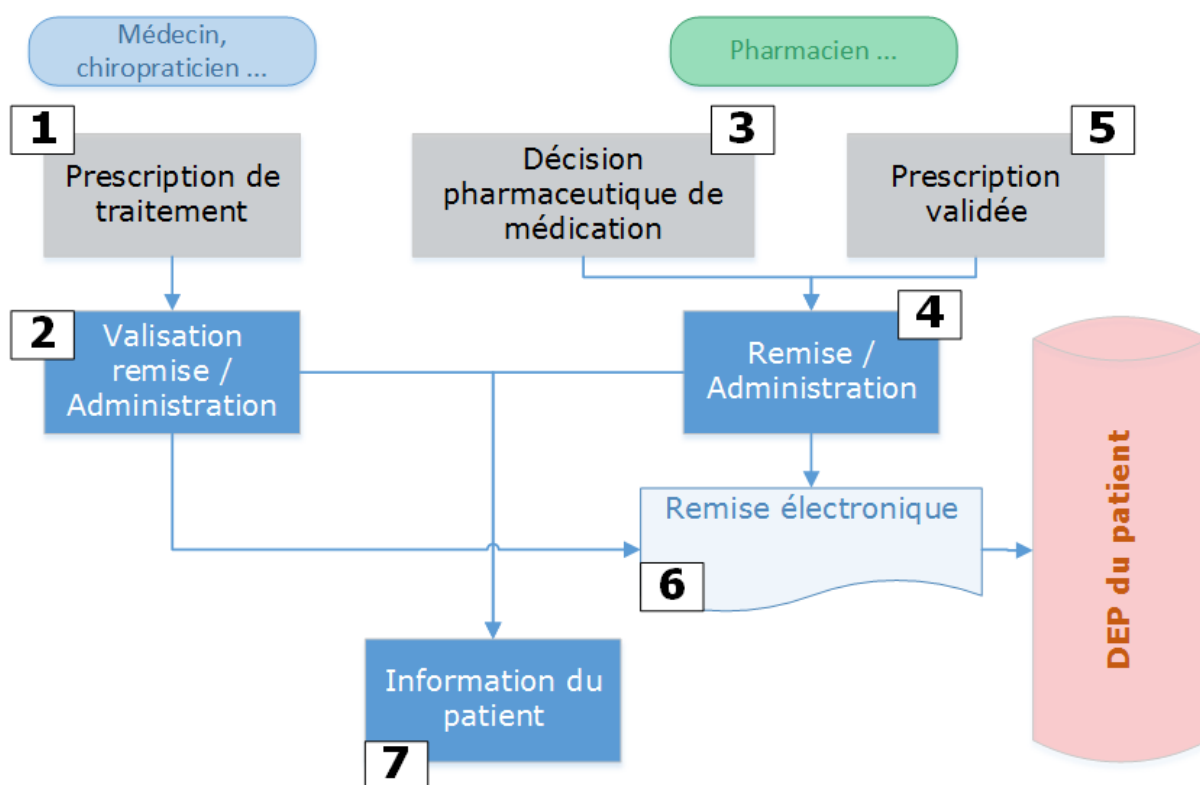 Médecin,
chiropraticien ...
Pharmacien ...
1
Prescription de
traitement
3
Décision
pharmaceutique de
médication
5
Prescription
validée
2
Valisation
remise /
Administration
4
Remise /
Administration
Remise électronique
6
DEP du patient
Information du
patient
7